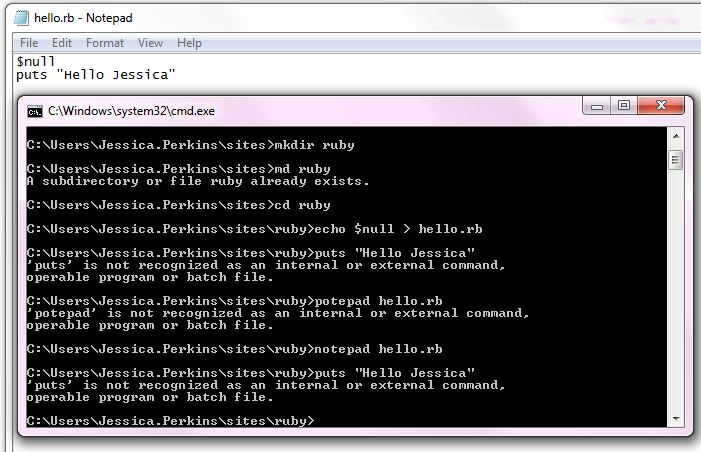 hello.rb - Notepad
File Edit Format View Help
$null
puts "Hello Jessica"
C:\Windows\system32\cmd.exe
C:\Users\Jessica.Perkins\sites>mkdir ruby
C:\Users\Jessica.Perkins\sites>md ruby
A subdirectory or file ruby already exists.
C:\Users\Jessica.Perkins\sites>cd ruby
C:\Users\Jessica.Perkins\sites\ruby>echo $null > hello.rb
C:\Users\Jessica.Perkins\sites\ruby>puts "Hello Jessica"
'puts' is not recognized as an internal or external command,
operable program or batch file.
C:\Users\Jessica.Perkins\sites\ruby>potepad hello.rb
'potepad' is not recognized as an internal or external command,
operable program or batch file.
C:\Users\Jessica.Perkins\sites\ruby>notepad hello.rb
C:\Users\Jessica.Perkins\sites\ruby>puts "Hello Jessica"
'puts' is not recognized as an internal or external command,
operable program or batch file.
C:\Users\Jessica.Perkins\sites\ruby>